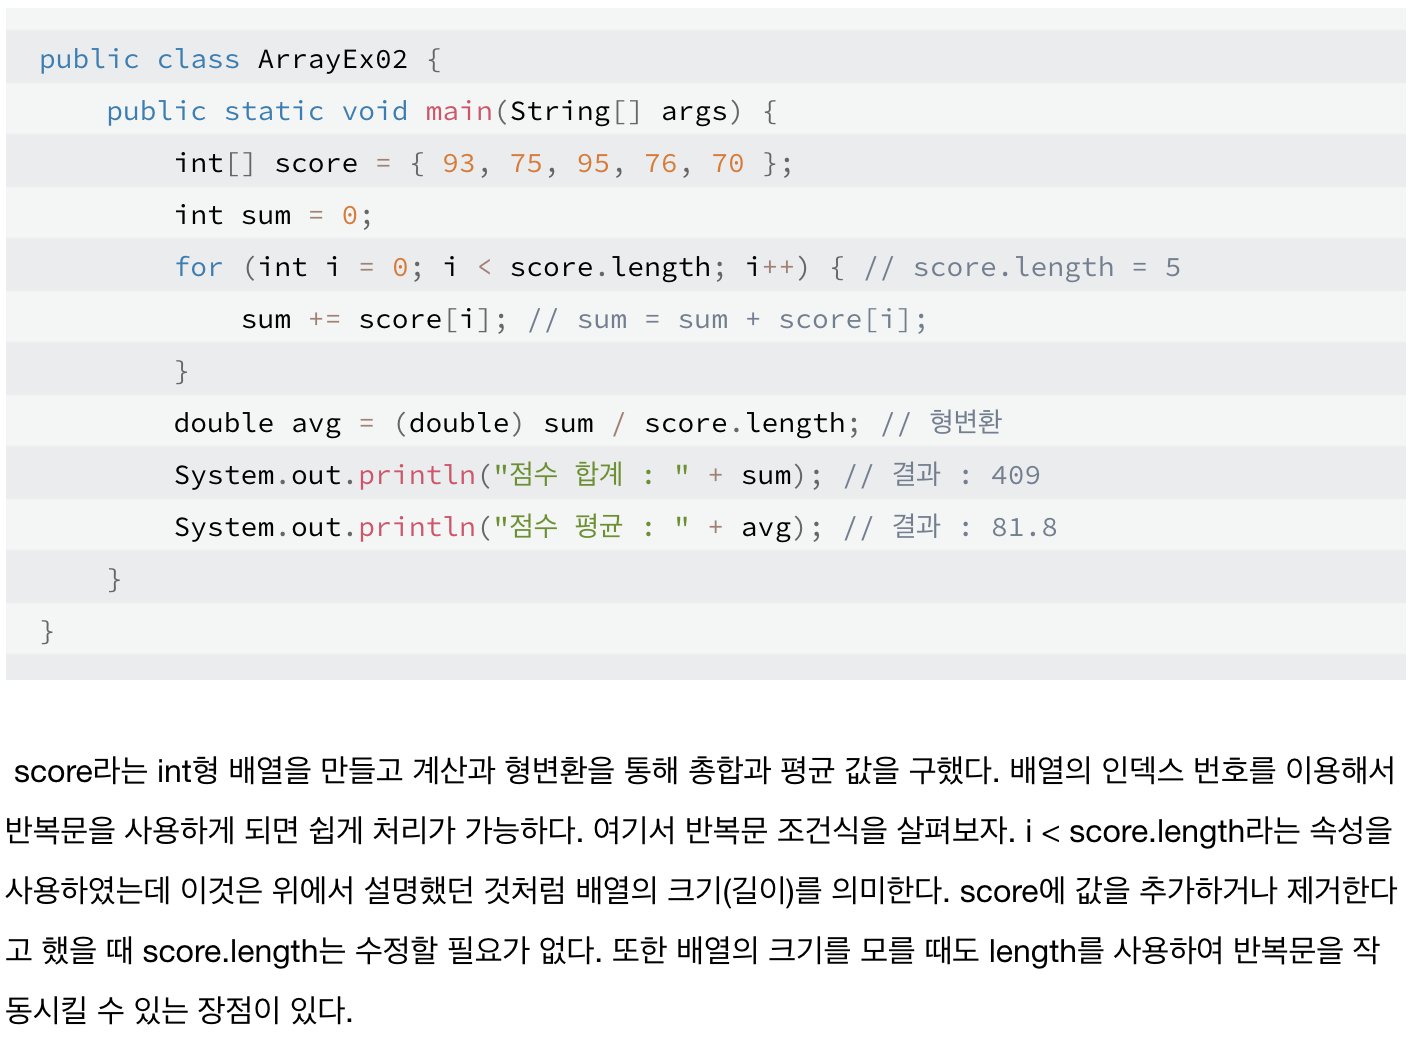 public class ArrayEx02 {
    public static void main(String[] args) {
        int[] score = { 93, 75, 95, 76, 70 };
        int sum = 0;
        for (int i = 0; i < score.length; i++) { // score.length = 5
            sum += score[i]; // sum = sum + score[i];
        }
        double avg = (double) sum / score.length; // 형변환
        System.out.println("점수 합계 : " + sum); // 결과 : 409
        System.out.println("점수 평균 : " + avg); // 결과 : 81.8
    }
}
score라는 int형 배열을 만들고 계산과 형변환을 통해 총합과 평균 값을 구했다. 배열의 인덱스 번호를 이용해서
반복문을 사용하게 되면 쉽게 처리가 가능하다. 여기서 반복문 조건식을 살펴보자. i < score.length라는 속성을
사용하였는데 이것은 위에서 설명했던 것처럼 배열의 크기(길이)를 의미한다. score에 값을 추가하거나 제거한다
고 했을 때 score.length는 수정할 필요가 없다. 또한 배열의 크기를 모를 때도 length를 사용하여 반복문을 작
동시킬 수 있는 장점이 있다.